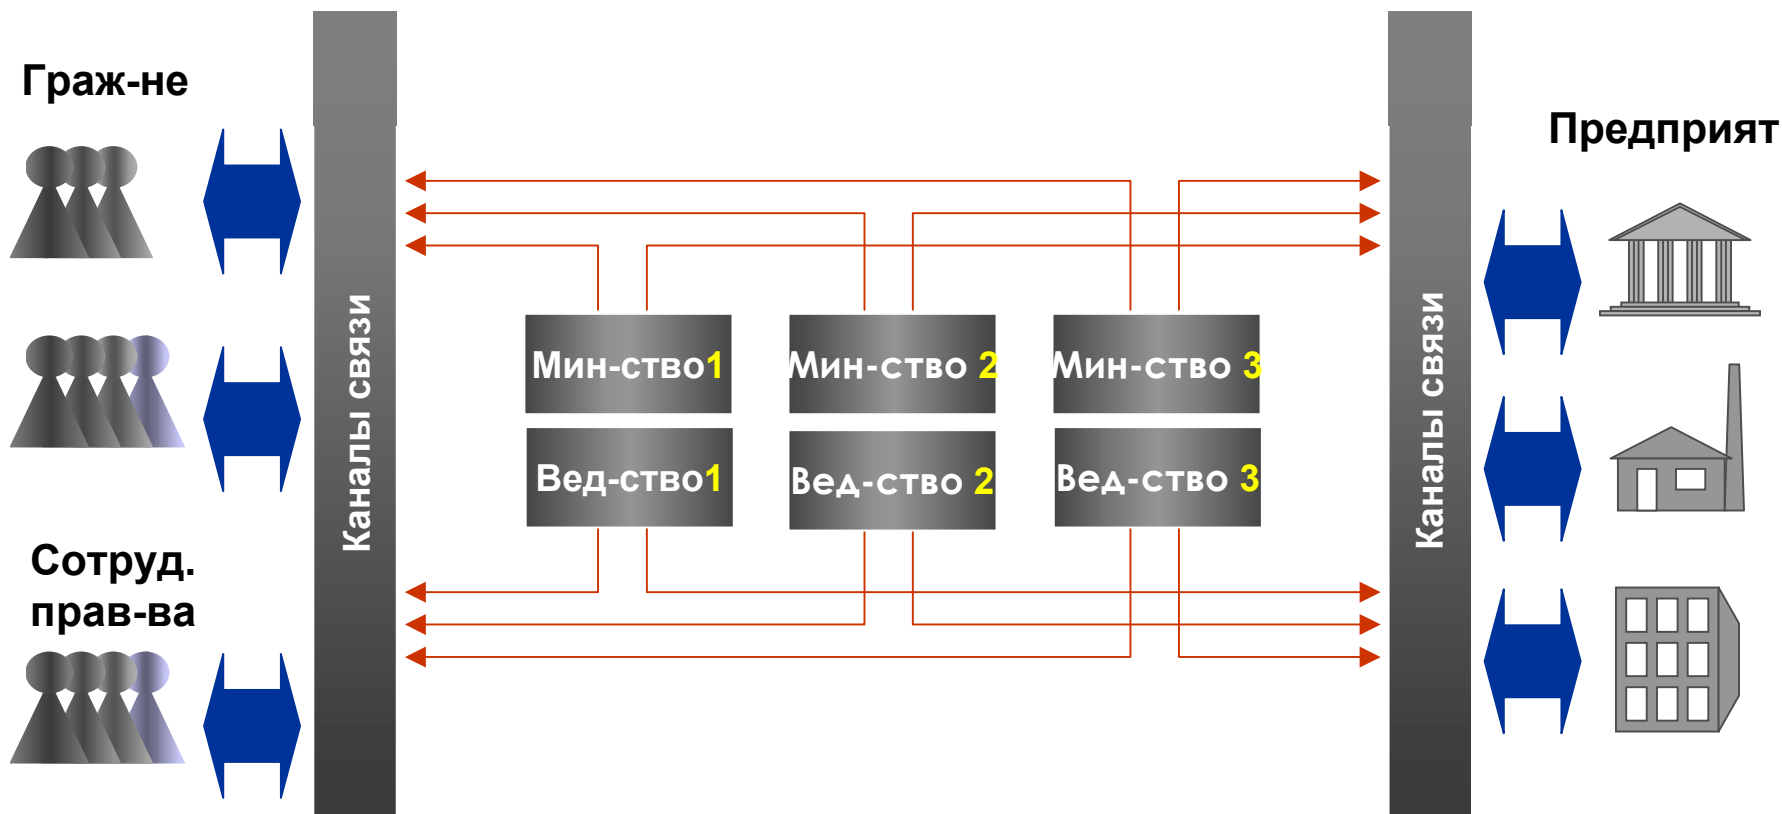 Граж-не
Сотруд.
прав-ва
Каналы связи
Мин-ство1
Мин-ство 2
Мин-ство 3
Вед-ство1
Вед-ство 2
Вед-ство 3
Каналы связи
Предприят